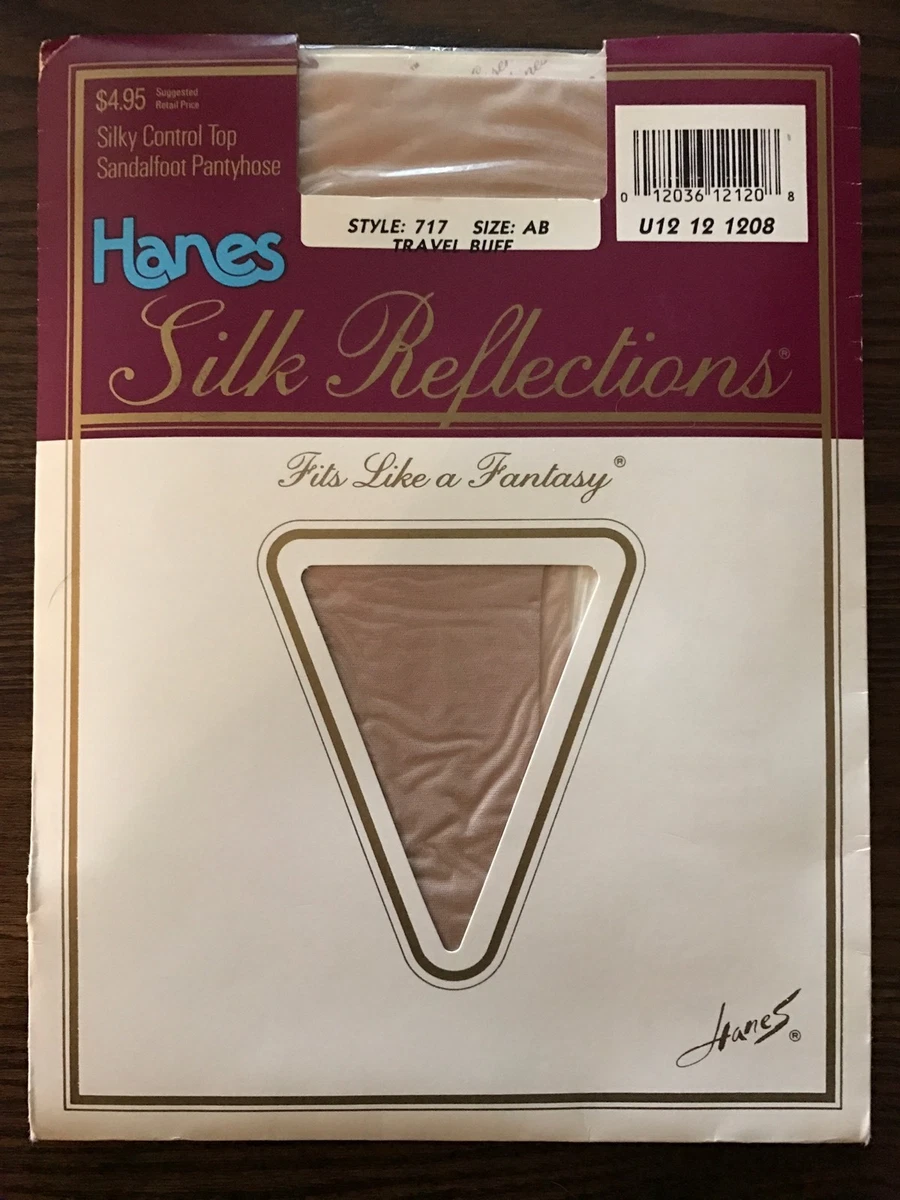 $4.95 Suggested
Retail Price
Silky Control Top
Sandalfoot Pantyhose
Hanes
STYLE: 717 SIZE: AB
TRAVEL BUFF
0 12036 12120 8
U12 12 1208
Silk Reflections®
Fits Like a Fantasy®
Hanes®